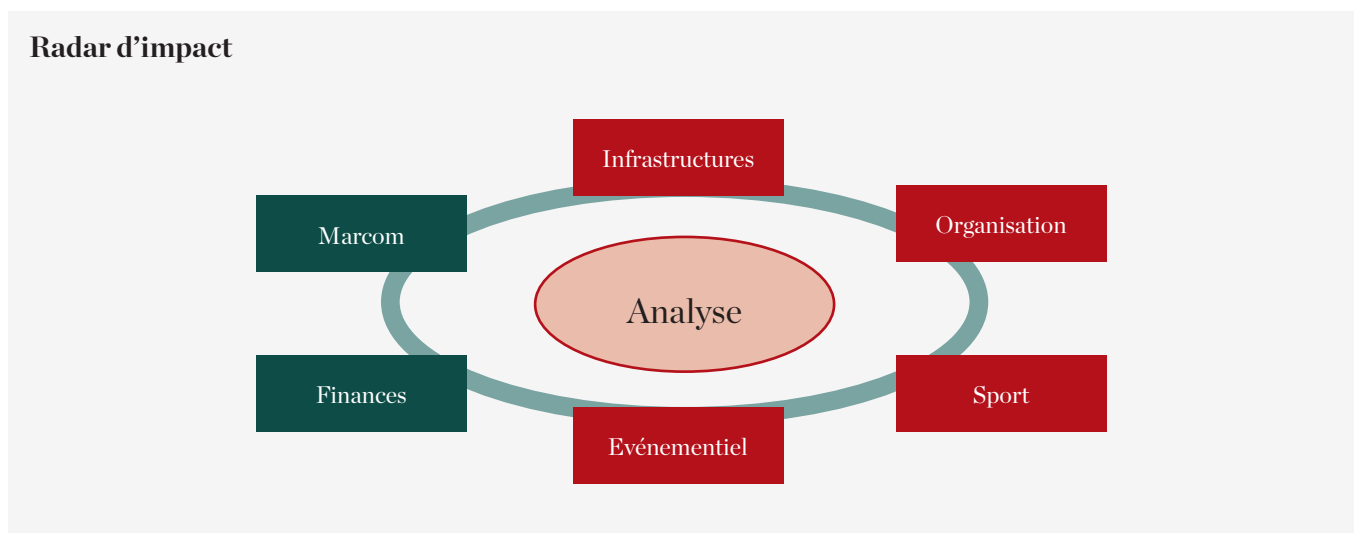 Radar d’impact
Infrastructures
Organisation
Marcom
Analyse
Finances
Sport
Evénementiel